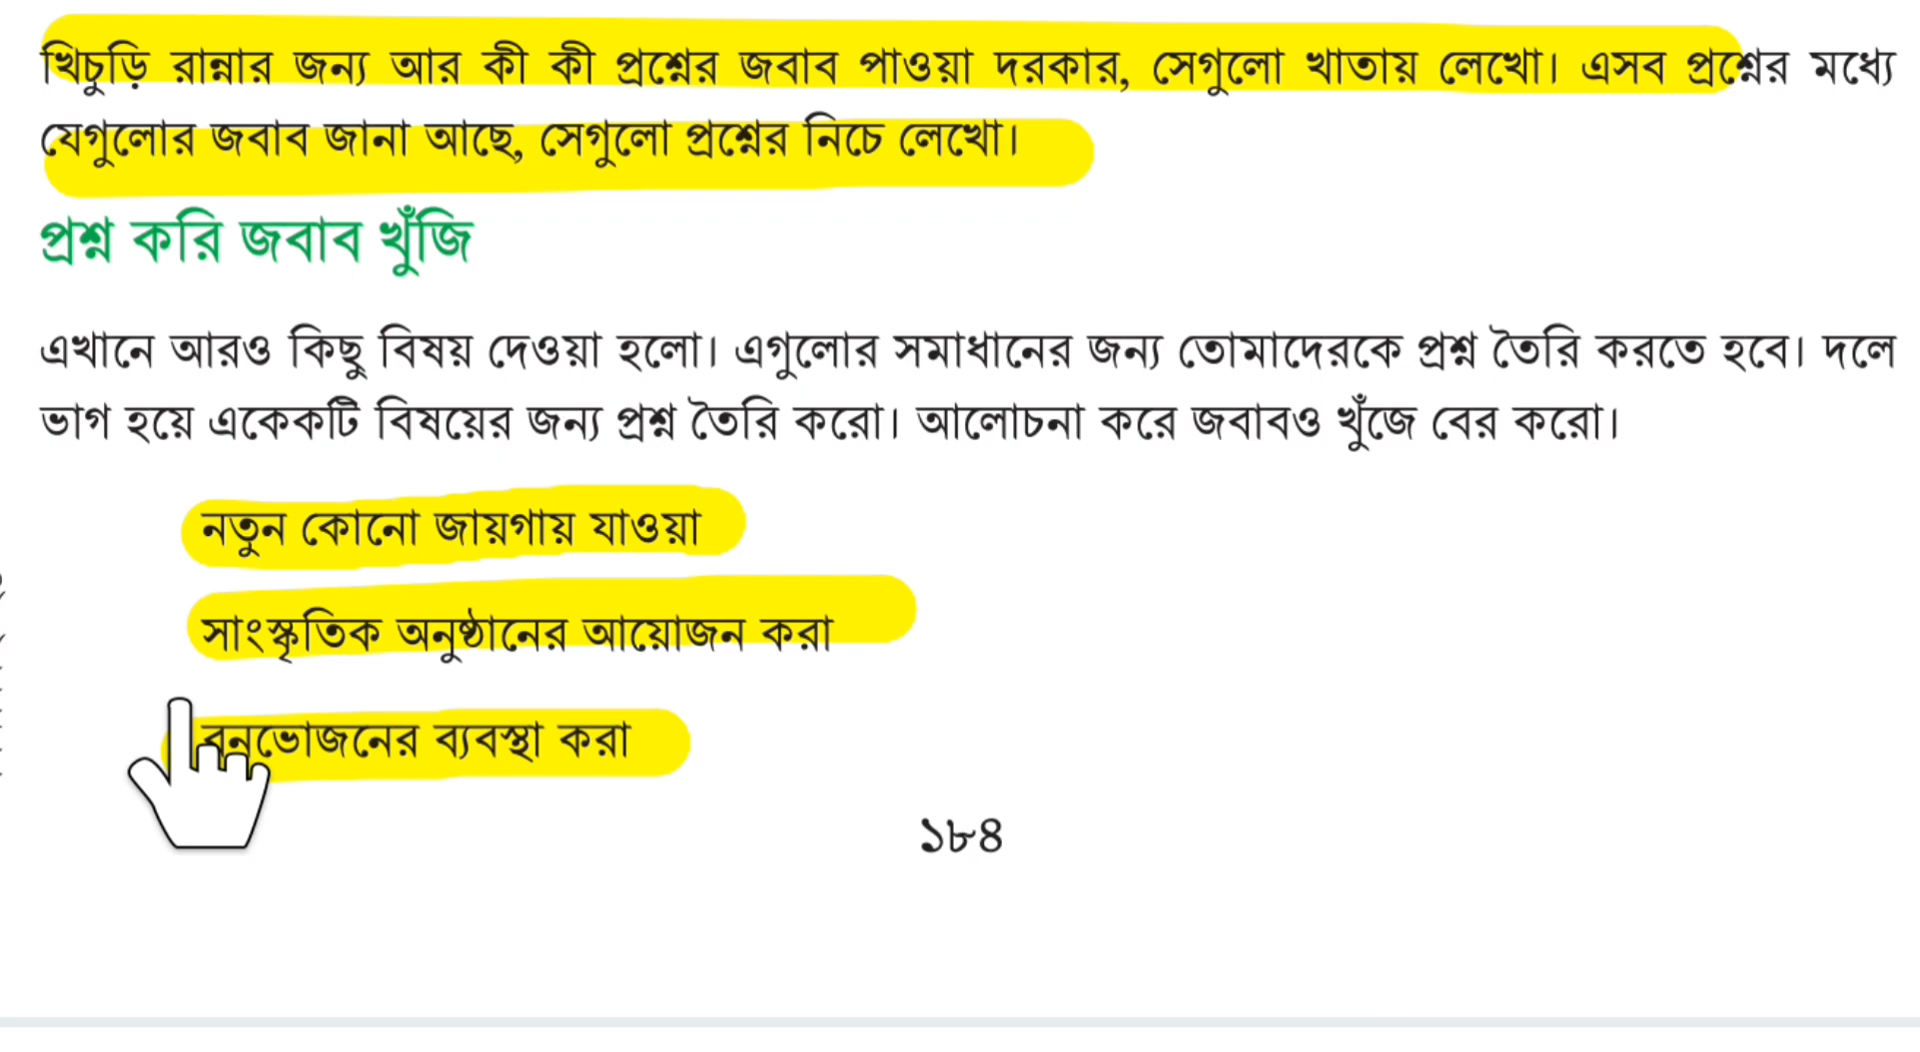 খিচুড়ি রান্নার জন্য আর কী কী প্রশ্নের জবাব পাওয়া দরকার, সেগুলো খাতায় লেখো। এসব প্রশ্নের মধ্যে
যেগুলোর জবাব জানা আছে, সেগুলো প্রশ্নের নিচে লেখো।
প্রশ্ন করি জবাব খুঁজি
এখানে আরও কিছু বিষয় দেওয়া হলো। এগুলোর সমাধানের জন্য তোমাদেরকে প্রশ্ন তৈরি করতে হবে। দলে
ভাগ হয়ে একেকটি বিষয়ের জন্য প্রশ্ন তৈরি করো। আলোচনা করে জবাবও খুঁজে বের করো।
নতুন কোনো জায়গায় যাওয়া
সাংস্কৃতিক অনুষ্ঠানের আয়োজন করা
বনভোজনের ব্যবস্থা করা
১৮৪